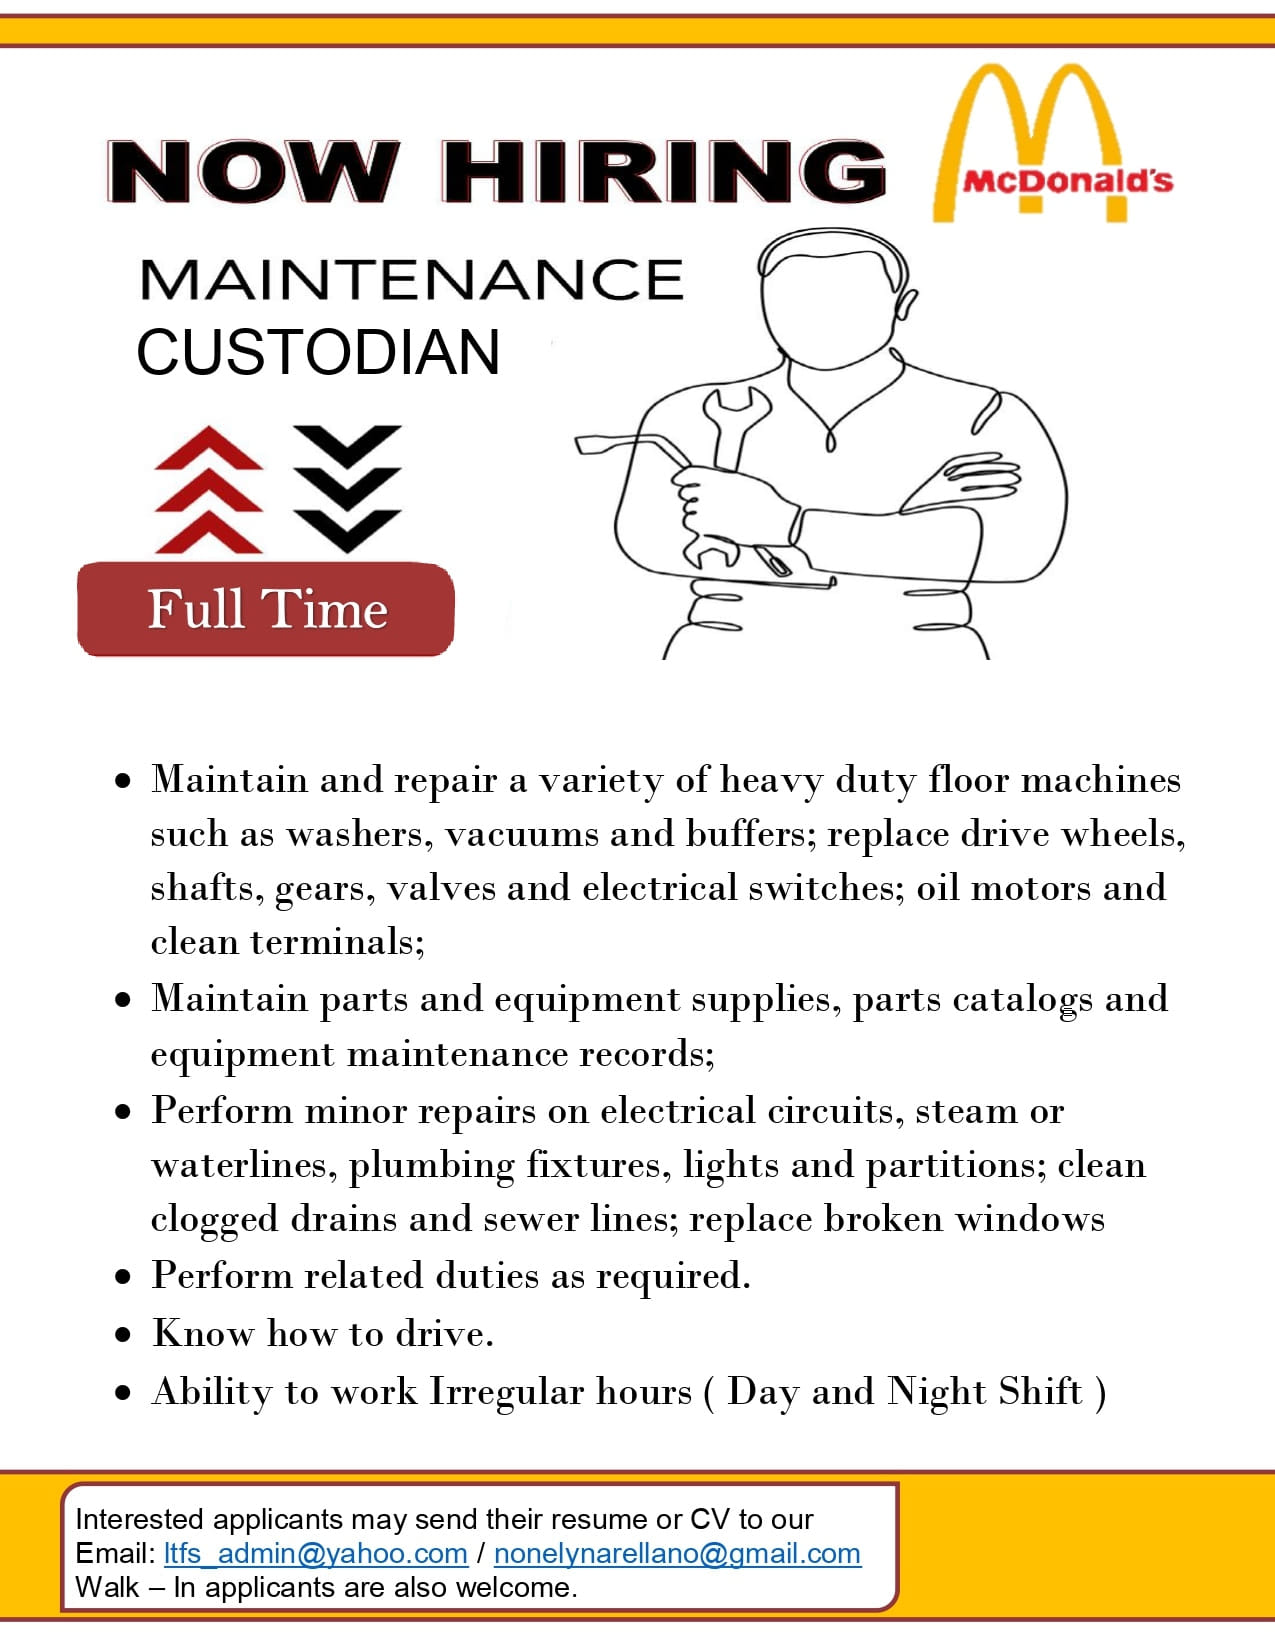 NOW HIRING
McDonald's
MAINTENANCE
CUSTODIAN
Full Time
• Maintain and repair a variety of heavy duty floor machines
such as washers, vacuums and buffers; replace drive wheels,
shafts, gears, valves and electrical switches; oil motors and
clean terminals;
• Maintain parts and equipment supplies, parts catalogs and
equipment maintenance records;
• Perform minor repairs on electrical circuits, steam or
waterlines, plumbing fixtures, lights and partitions; clean
clogged drains and sewer lines; replace broken windows
• Perform related duties as required.
• Know how to drive.
• Ability to work Irregular hours ( Day and Night Shift )
Interested applicants may send their resume or CV to our
Email: ltfs_admin@yahoo.com / nonelynarellano@gmail.com
Walk – In applicants are also welcome.